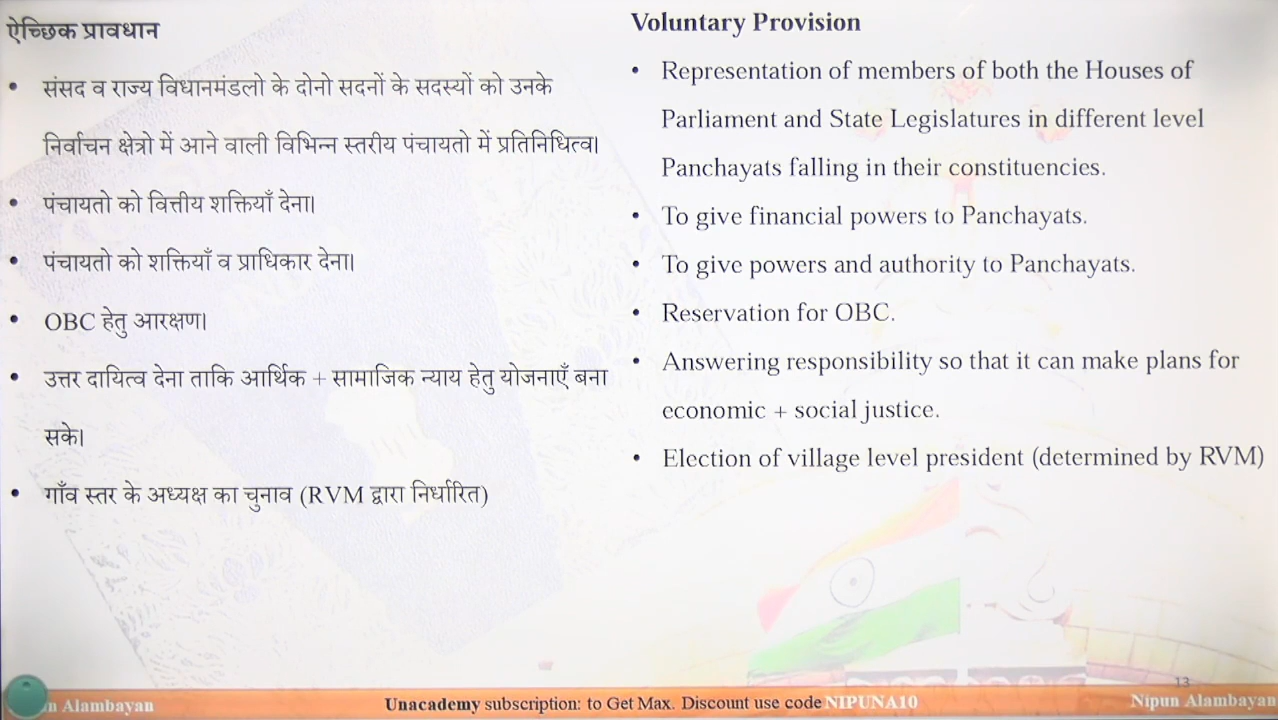 ऐच्छिक प्रावधान
• संसद व राज्य विधानमंडलो के दोनो सदनों के सदस्यों को उनके
निर्वाचन क्षेत्रो में आने वाली विभिन्न स्तरीय पंचायतो में प्रतिनिधित्व।
• पंचायतो को वित्तीय शक्तियाँ देना।
• पंचायतो को शक्तियाँ व प्राधिकार देना।
• OBC हेतु आरक्षण।
• उत्तर दायित्व देना ताकि आर्थिक + सामाजिक न्याय हेतु योजनाएँ बना
सके।
• गाँव स्तर के अध्यक्ष का चुनाव (RVM द्वारा निर्धारित)
Voluntary Provision
• Representation of members of both the Houses of
Parliament and State Legislatures in different level
Panchayats falling in their constituencies.
• To give financial powers to Panchayats.
• To give powers and authority to Panchayats.
• Reservation for OBC.
• Answering responsibility so that it can make plans for
economic + social justice.
• Election of village level president (determined by RVM)
13
n Alambayan
Unacademy subscription: to Get Max. Discount use code NIPUNA10
Nipun Alambayan